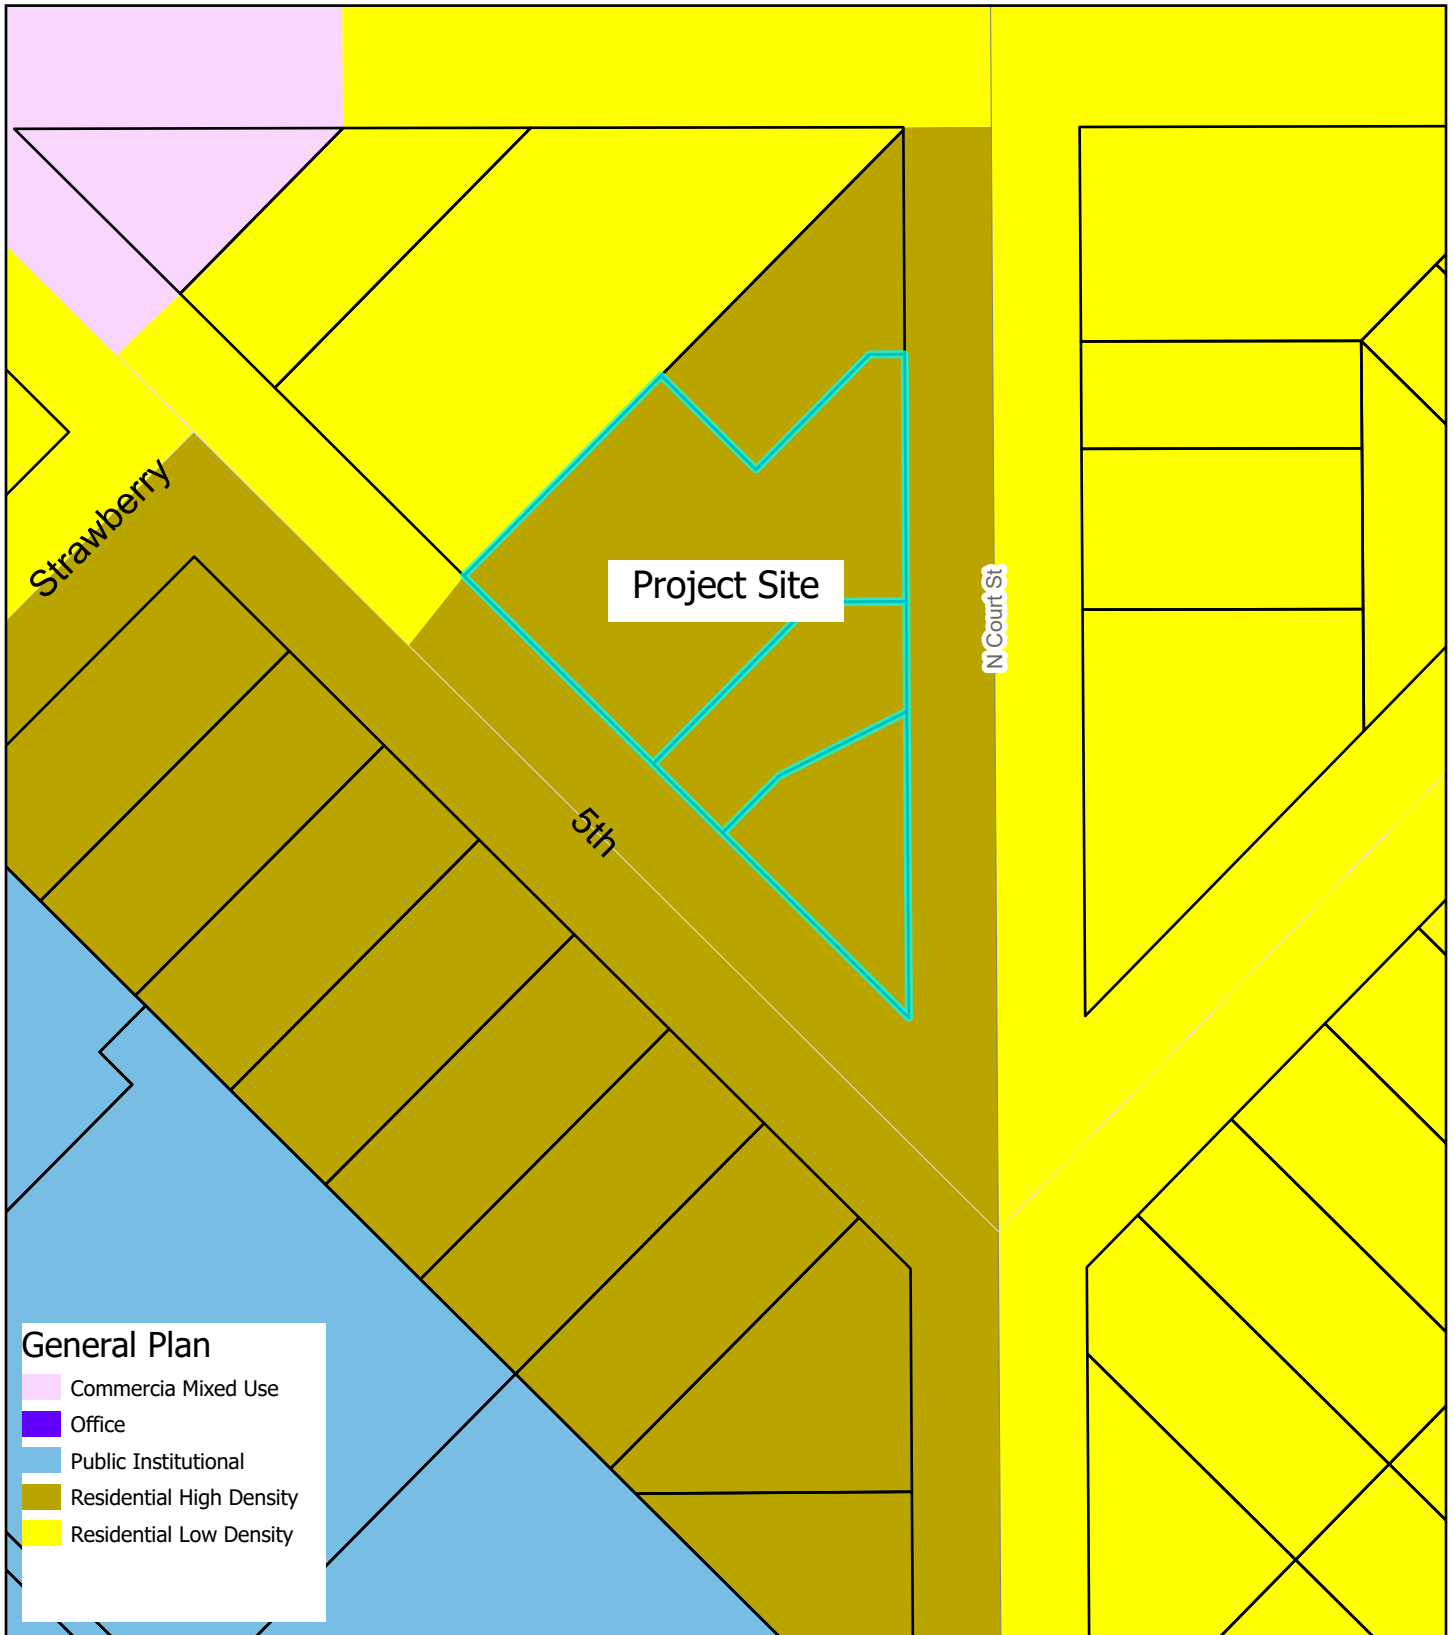 Strawberry
Project Site
N Court St
5th
General Plan
Commercia Mixed Use
Office
Public Institutional
Residential High Density
Residential Low Density